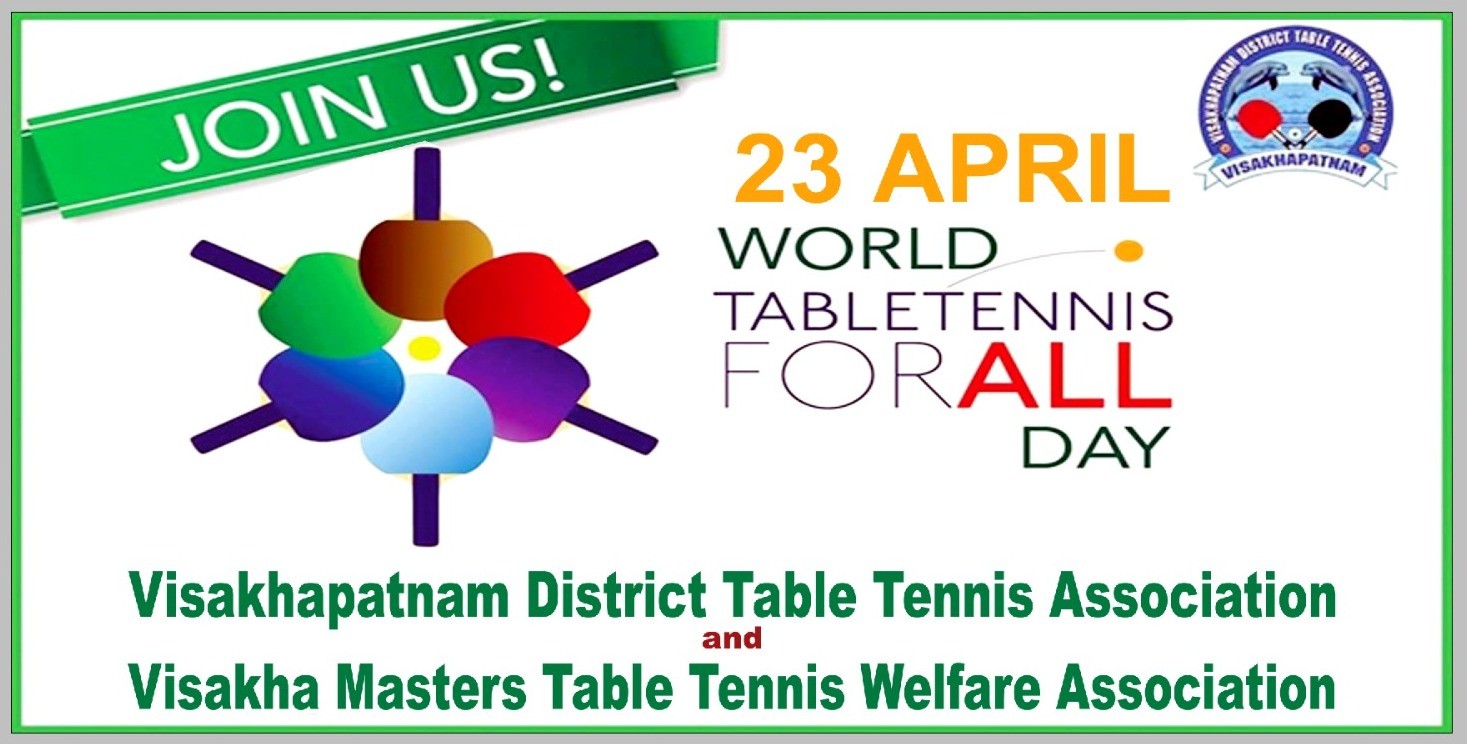 JOIN US!
VISAKHAPATNAM DISTRICT TABLE TENNIS ASSOCIATION
VISAKHAPATNAM
23 APRIL
WORLD
TABLETENNIS
FORALL
DAY
Visakhapatnam District Table Tennis Association
and
Visakha Masters Table Tennis Welfare Association